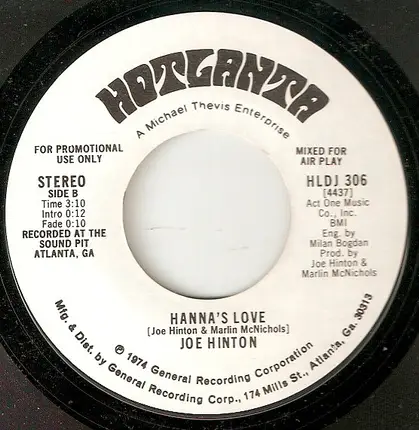 HOTLANTA
A Michael Thevis Enterprise
FOR PROMOTIONAL
USE ONLY
STEREO
SIDE B
Time 3:10
Intro 0:12
Fade 0:10
RECORDED AT THE
SOUND PIT
ATLANTA, GA
MIXED FOR
AIR PLAY
HLDJ 306
[4437]
Act One Music
Co., Inc.
BMI
Eng. by
Milan Bogdan
Prod. by
Joe Hinton &
Marlin McNichols
HANNA'S LOVE
[Joe Hinton & Marlin McNichols]
JOE HINTON
℗ 1974 General Recording Corporation
Mfg. & Dist. by General Recording Corp., 174 Mills St., Atlanta, Ga. 30313